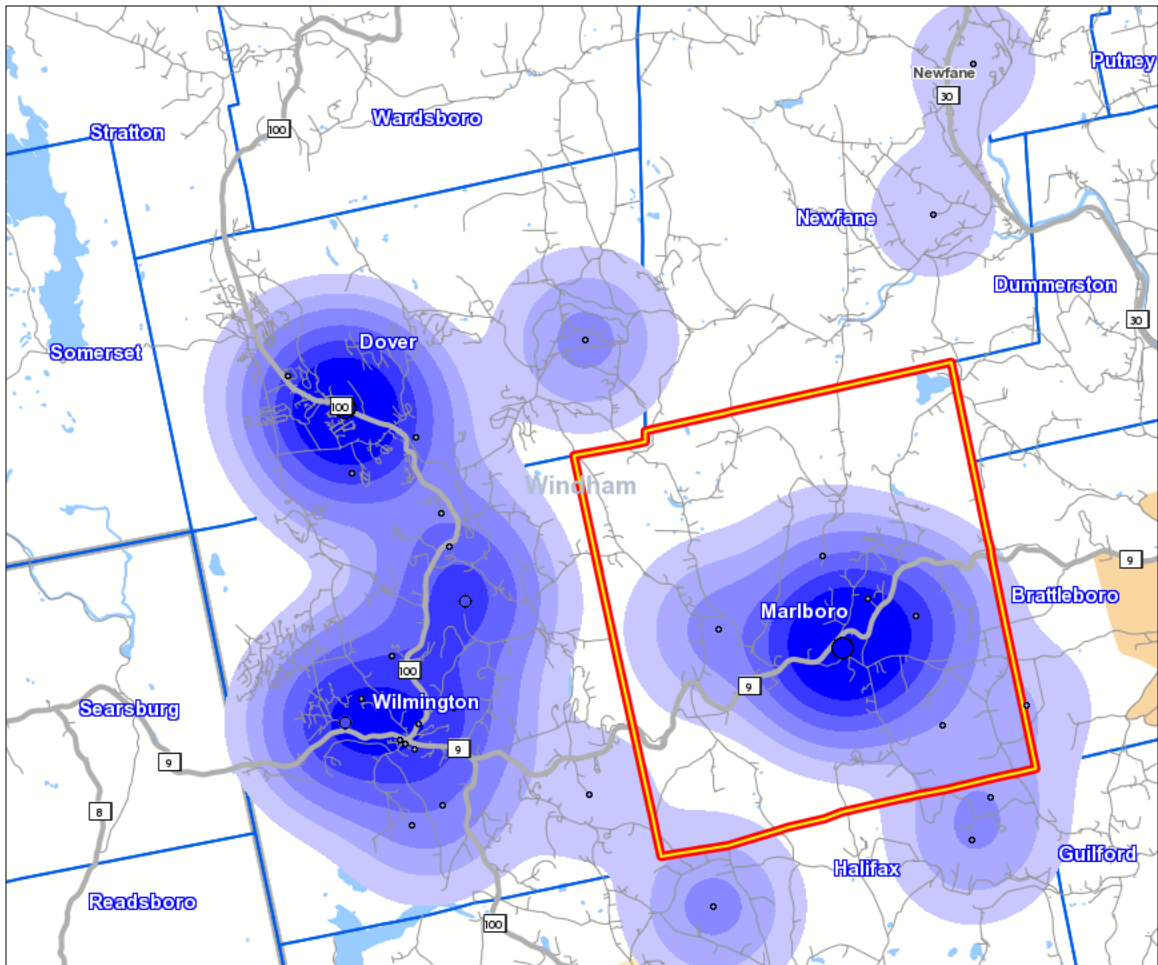 Putney
Newfane
30
Wardsboro
100
Stratton
Newfane
Dummerston
30
Dover
Somerset
100
Windham
9
Brattleboro
Marlboro
100
9
Wilmington
Searsburg
9
9
8
Guilford
Halifax
Readsboro
100